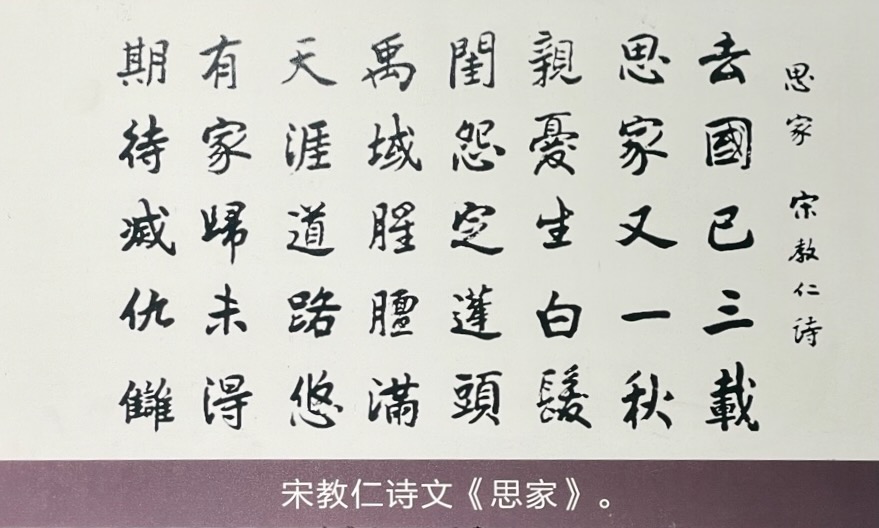 思家 宋教仁诗
去國已三載
思家又一秋
親憂生白髮
閨怨定蓬頭
禹域腥膻滿
天涯道路悠
有家歸未得
期待滅仇讎
宋教仁诗文《思家》。